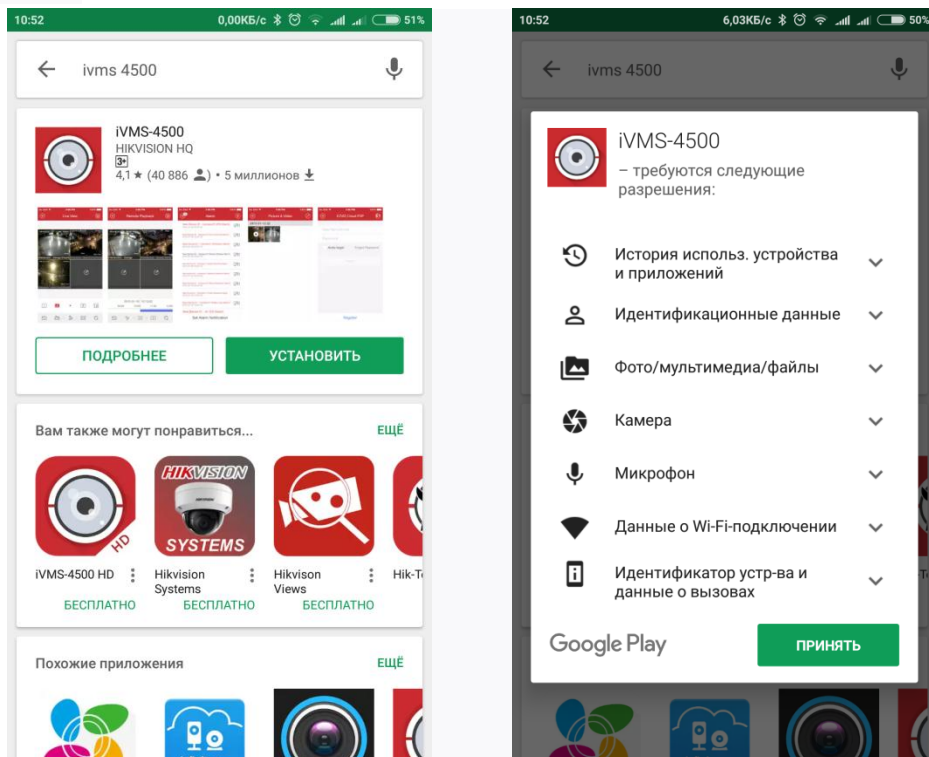 10:52
0,00КБ/с
51%
ivms 4500
iVMS-4500
HIKVISION HQ
3+
4,1 ★ (40 886) • 5 миллионов
ПОДРОБНЕЕ
УСТАНОВИТЬ
Вам также могут понравиться...
ЕЩЁ
HIKVISION
SYSTEMS
HD
iVMS-4500 HD
БЕСПЛАТНО
Hikvision
Systems
БЕСПЛАТНО
Hikvison
Views
БЕСПЛАТНО
Hik-T
Похожие приложения
ЕЩЁ
10:52
6,03КБ/с
50%
ivms 4500
iVMS-4500
– требуются следующие
разрешения:
История использ. устройства
и приложений
Идентификационные данные
Фото/мультимедиа/файлы
Камера
Микрофон
Данные о Wi-Fi-подключении
Идентификатор устр-ва и
данные о вызовах
Google Play
ПРИНЯТЬ